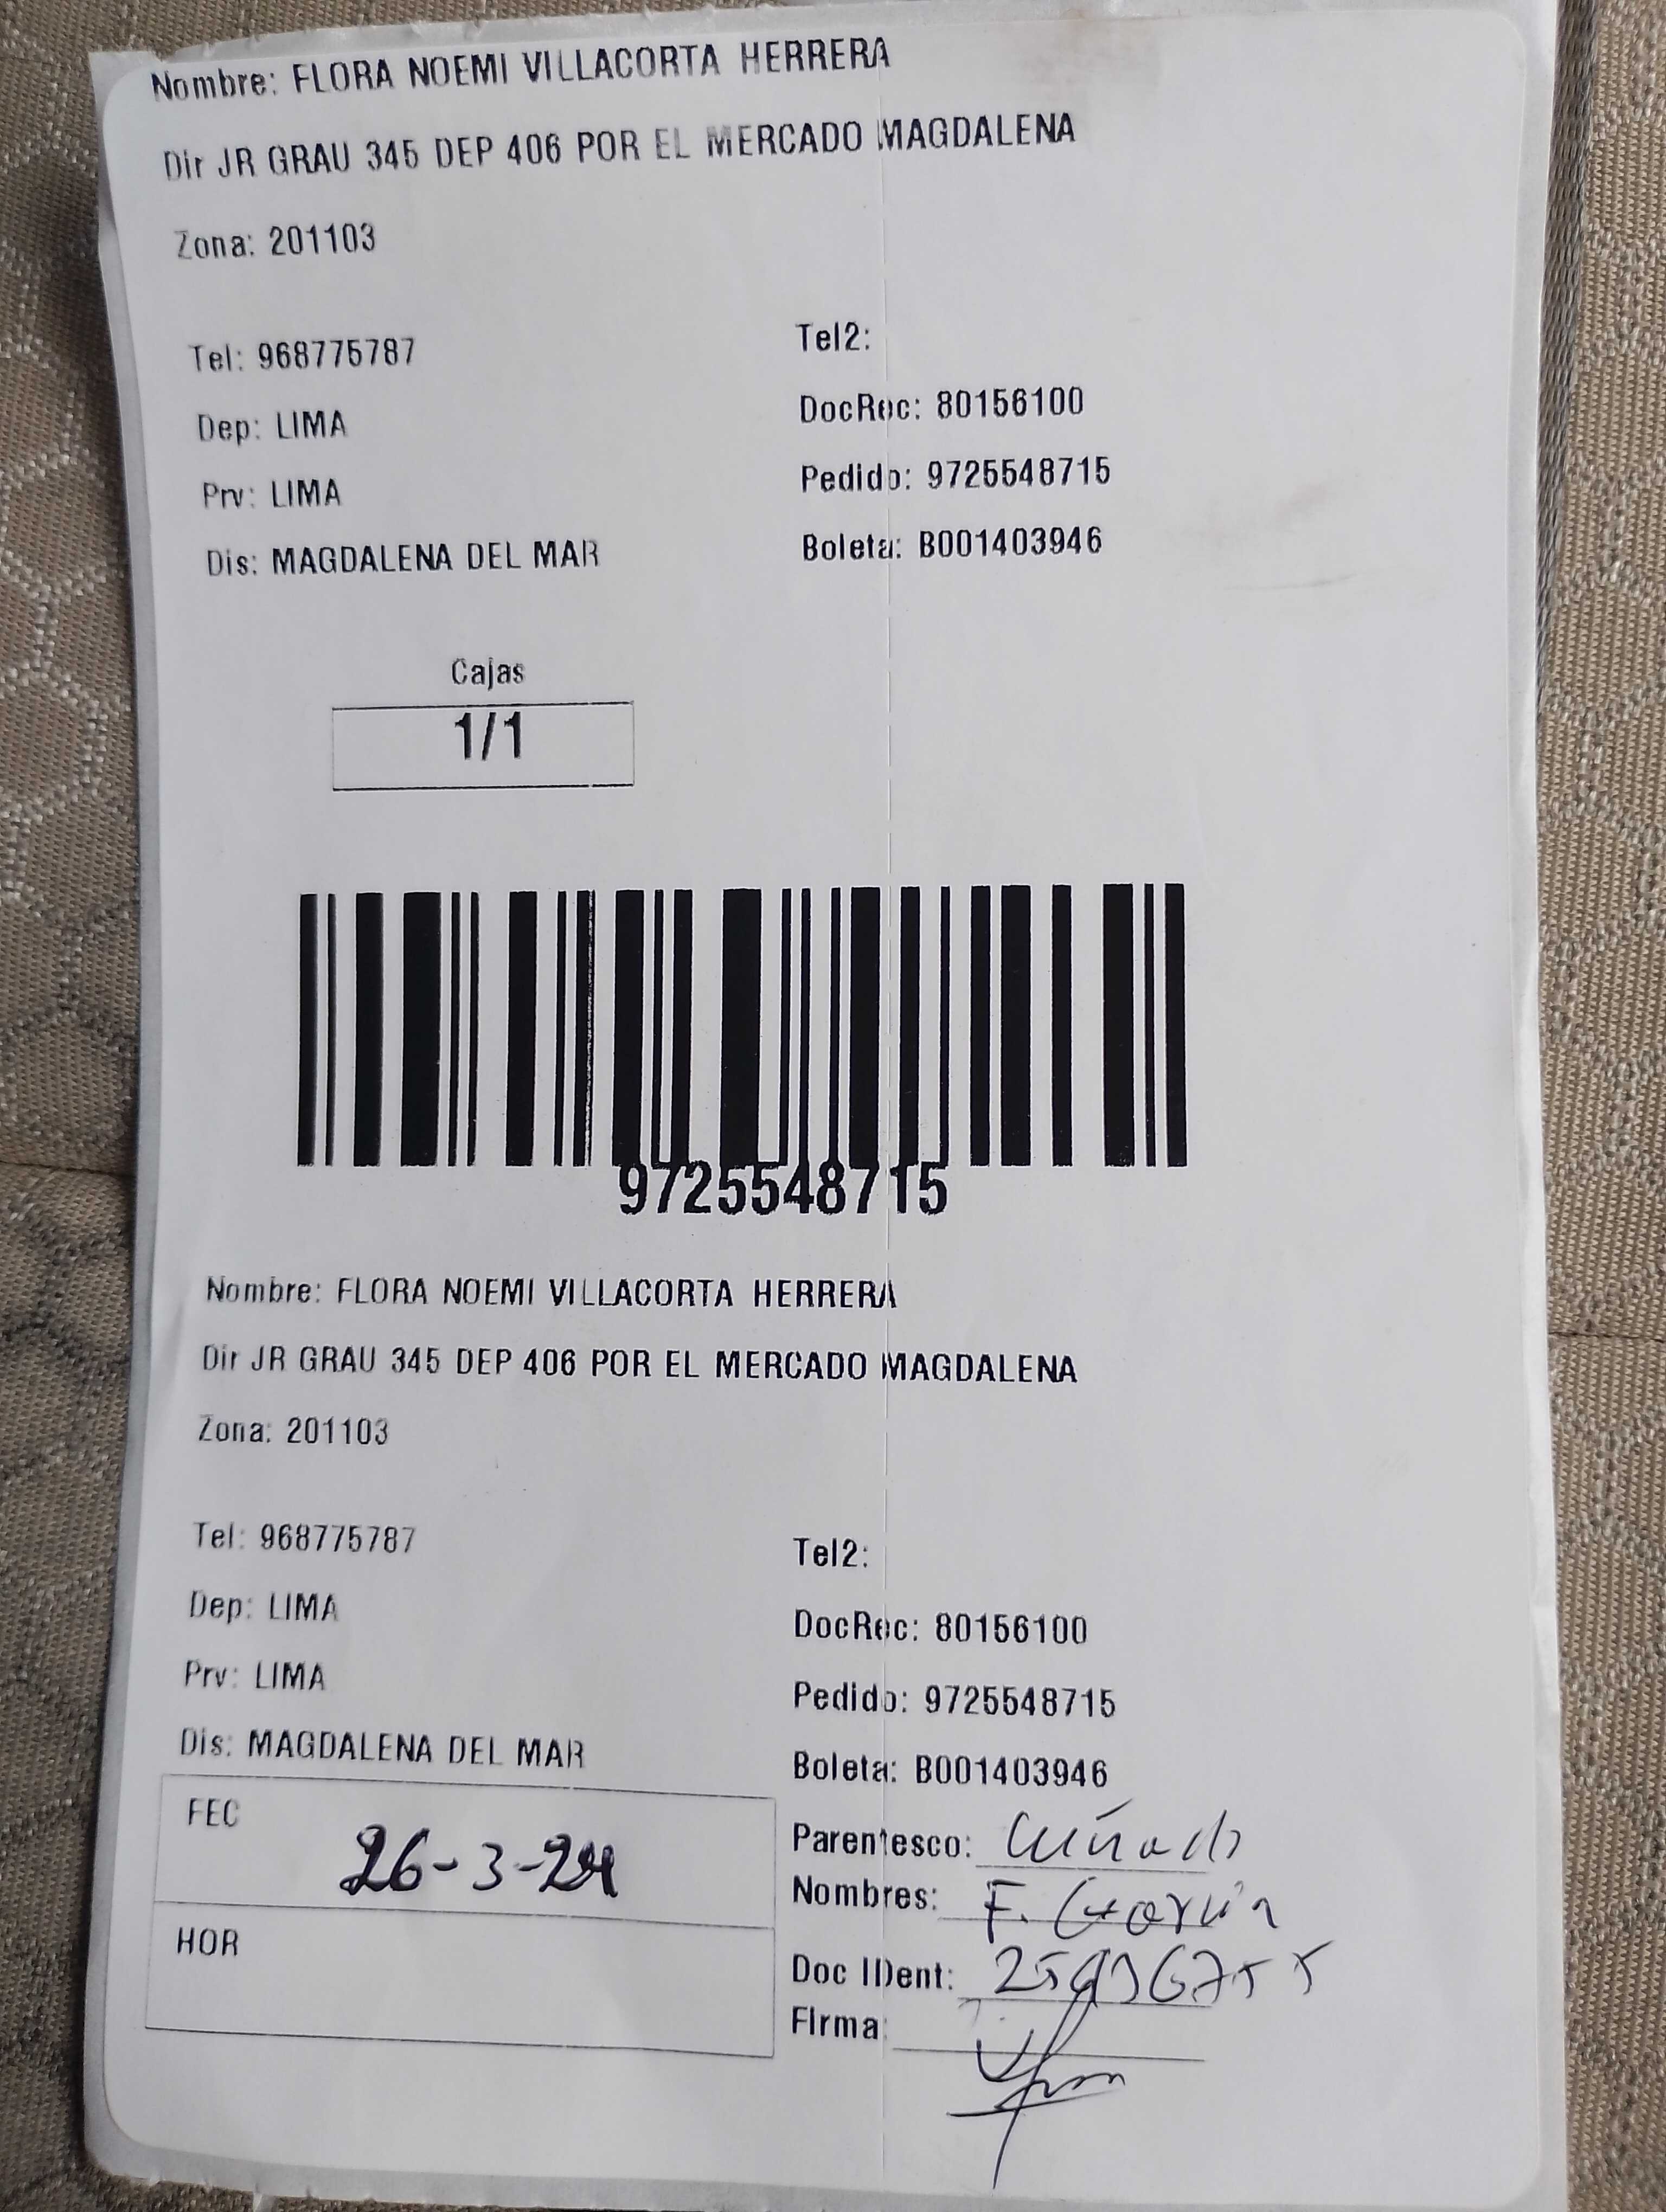 Nombre: FLORA NOEMI VILLACORTA HERRERA
Dir JR GRAU 345 DEP 406 POR EL MERCADO MAGDALENA
Zona: 201103
Tel: 968775787
Tel2:
Dep: LIMA
DocRec: 80156100
Prv: LIMA
Pedido: 9725548715
Dis: MAGDALENA DEL MAR
Boleta: B001403946
Cajas
1/1
9725548715
Nombre: FLORA NOEMI VILLACORTA HERRERA
Dir JR GRAU 345 DEP 406 POR EL MERCADO MAGDALENA
Zona: 201103
Tel: 968775787
Tel2:
Dep: LIMA
DocRec: 80156100
Prv: LIMA
Pedido: 9725548715
Dis: MAGDALENA DEL MAR
Boleta: B001403946
FEC 26-3-24
HOR
Parentesco: Cuñado
Nombres: F.
Doc IDent:
FIrma: